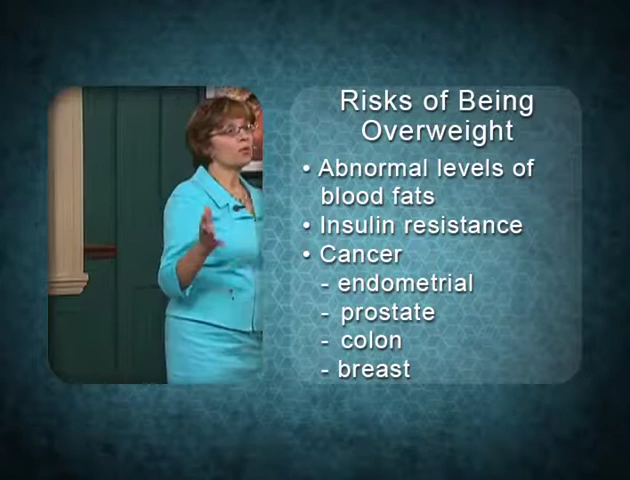 Risks of Being
Overweight
• Abnormal levels of
blood fats
• Insulin resistance
• Cancer
- endometrial
- prostate
- colon
- breast